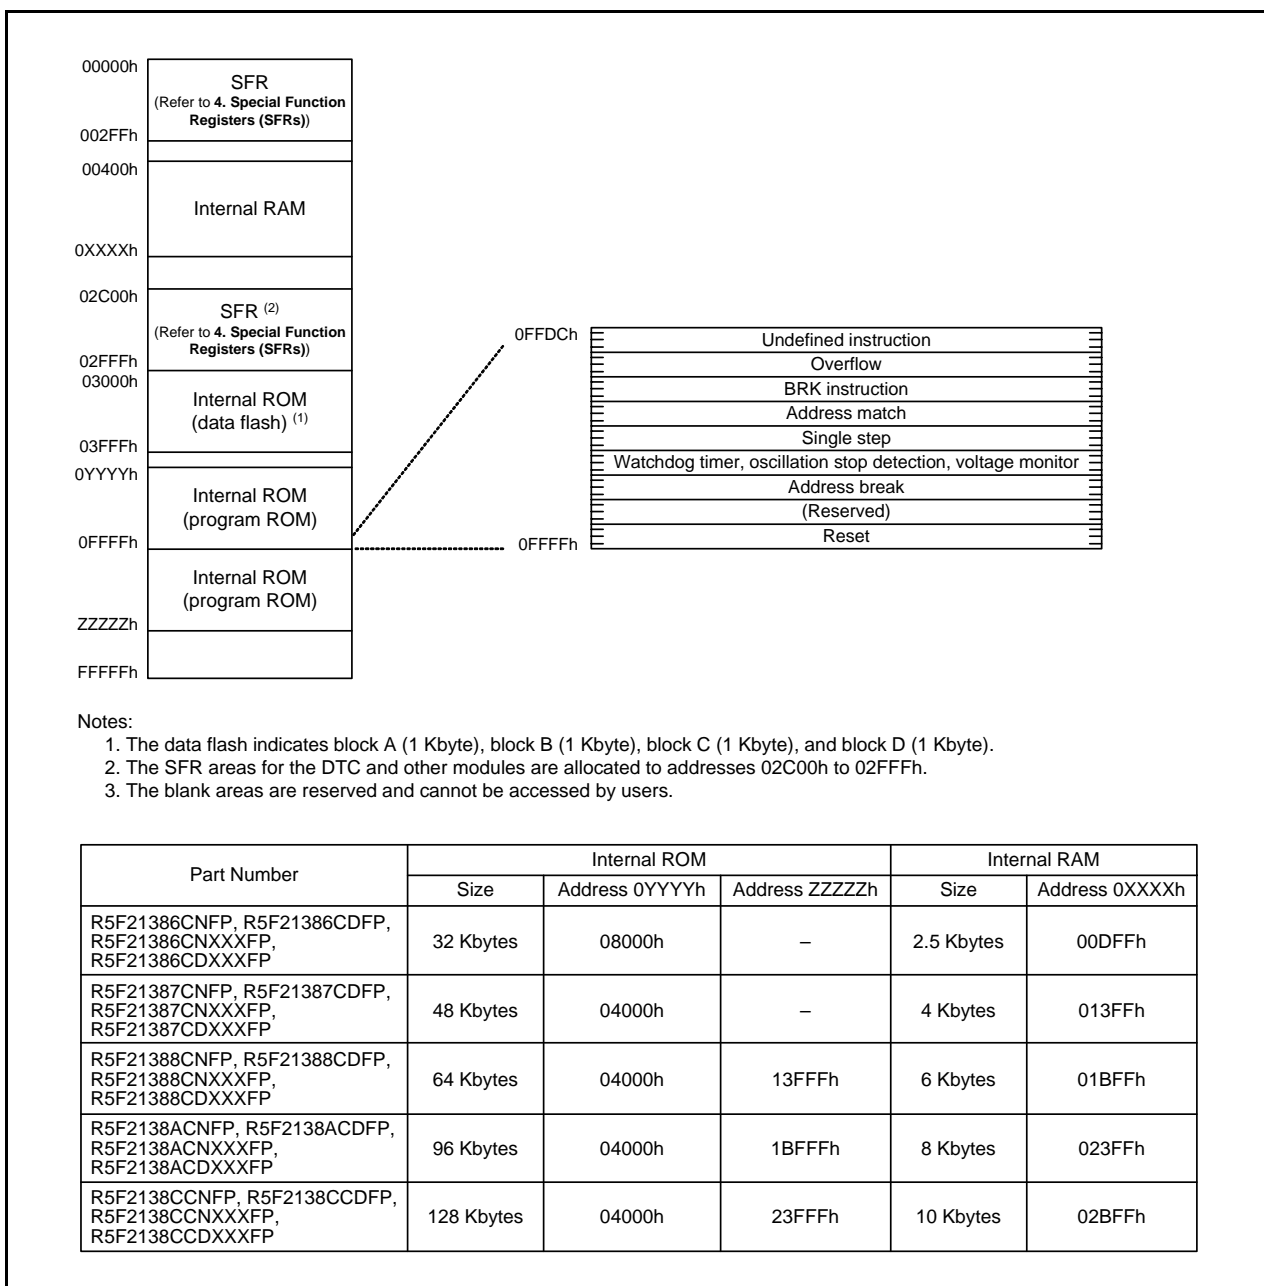 00000h
SFR
(Refer to 4. Special Function
Registers (SFRs))
002FFh
00400h
Internal RAM
0XXXXh
02C00h
SFR (2)
(Refer to 4. Special Function
Registers (SFRs))
02FFFh
03000h
Internal ROM
(data flash) (1)
03FFFh
0YYYYh
Internal ROM
(program ROM)
0FFFFh
Internal ROM
(program ROM)
ZZZZZh
FFFFFh
0FFDCh
Undefined instruction
Overflow
BRK instruction
Address match
Single step
Watchdog timer, oscillation stop detection, voltage monitor
Address break
(Reserved)
0FFFFh
Reset
Notes:
1. The data flash indicates block A (1 Kbyte), block B (1 Kbyte), block C (1 Kbyte), and block D (1 Kbyte).
2. The SFR areas for the DTC and other modules are allocated to addresses 02C00h to 02FFFh.
3. The blank areas are reserved and cannot be accessed by users.
Part Number Internal ROM Internal RAM
Size Address 0YYYYh Address ZZZZZh Size Address 0XXXXh
R5F21386CNFP, R5F21386CDFP,
R5F21386CNXXXFP,
R5F21386CDXXXFP
32 Kbytes 08000h – 2.5 Kbytes 00DFFh
R5F21387CNFP, R5F21387CDFP,
R5F21387CNXXXFP,
R5F21387CDXXXFP
48 Kbytes 04000h – 4 Kbytes 013FFh
R5F21388CNFP, R5F21388CDFP,
R5F21388CNXXXFP,
R5F21388CDXXXFP
64 Kbytes 04000h 13FFFh 6 Kbytes 01BFFh
R5F2138ACNFP, R5F2138ACDFP,
R5F2138ACNXXXFP,
R5F2138ACDXXXFP
96 Kbytes 04000h 1BFFFh 8 Kbytes 023FFh
R5F2138CCNFP, R5F2138CCDFP,
R5F2138CCNXXXFP,
R5F2138CCDXXXFP
128 Kbytes 04000h 23FFFh 10 Kbytes 02BFFh